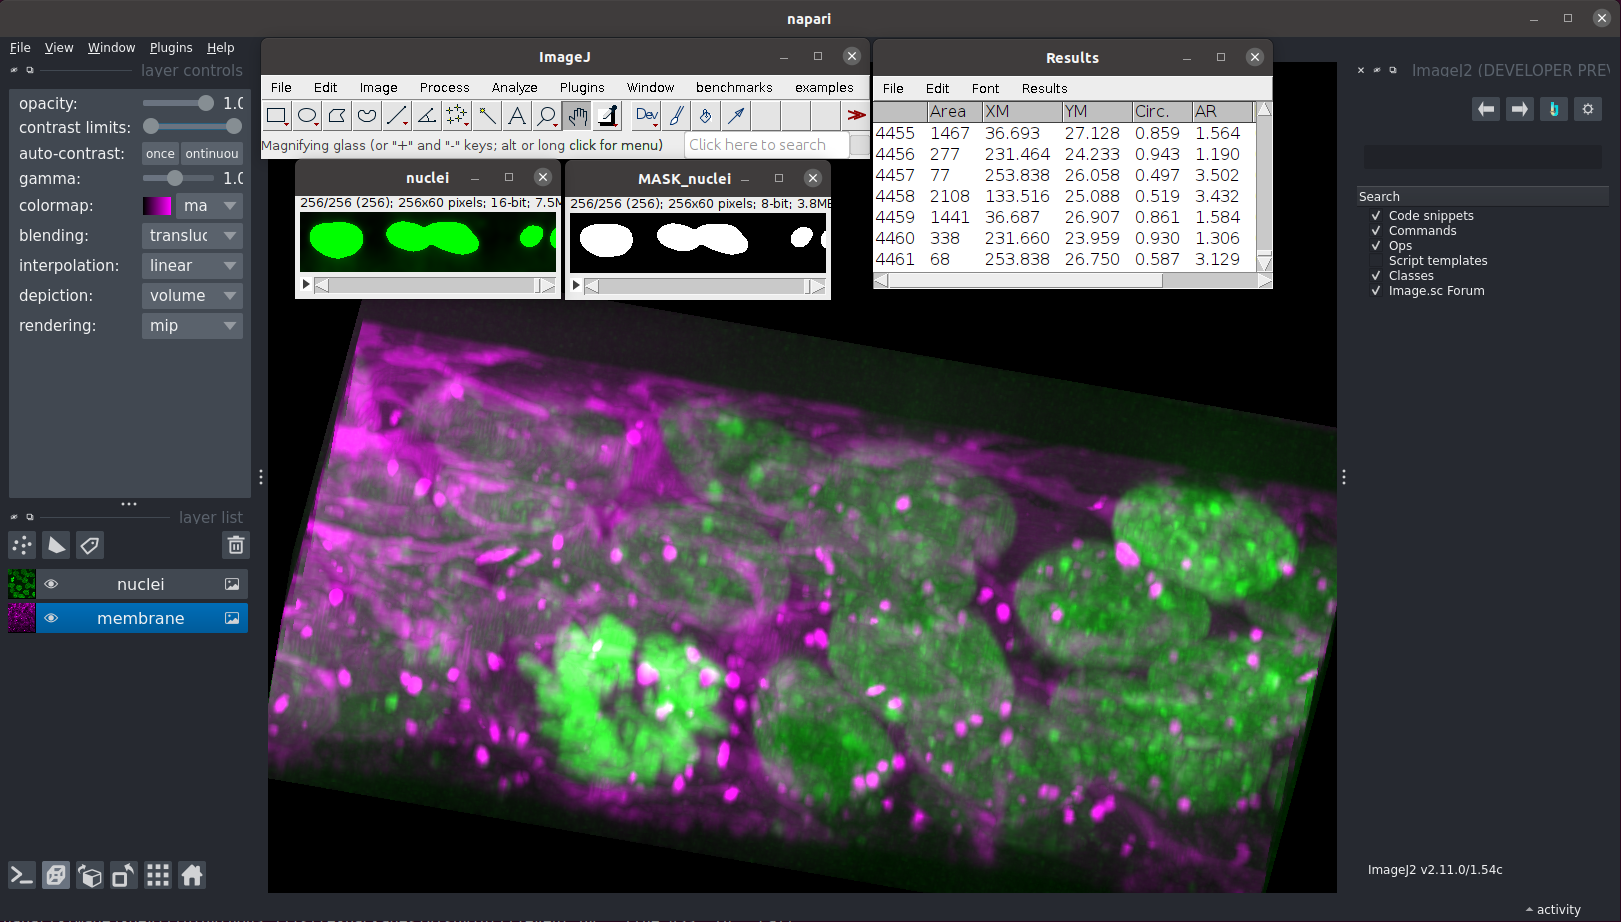 napari
File View Window Plugins Help
layer controls
opacity: 1.0
contrast limits:
auto-contrast: once ontinuou
gamma: 1.0
colormap: ma
blending: transluc
interpolation: linear
depiction: volume
rendering: mip
layer list
nuclei
membrane
ImageJ
File Edit Image Process Analyze Plugins Window benchmarks examples
A Dev
Magnifying glass (or "+" and "-" keys; alt or long click for menu) Click here to search
nuclei
256/256 (256); 256x60 pixels; 16-bit; 7.5M
MASK_nuclei
256/256 (256); 256x60 pixels; 8-bit; 3.8ME
Results
File Edit Font Results
Area XM YM Circ. AR
4455 1467 36.693 27.128 0.859 1.564
4456 277 231.464 24.233 0.943 1.190
4457 77 253.838 26.058 0.497 3.502
4458 2108 133.516 25.088 0.519 3.432
4459 1441 36.687 26.907 0.861 1.584
4460 338 231.660 23.959 0.930 1.306
4461 68 253.838 26.750 0.587 3.129
ImageJ2 (DEVELOPER PREV
Search
Code snippets
Commands
Ops
Script templates
Classes
Image.sc Forum
ImageJ2 v2.11.0/1.54c
activity